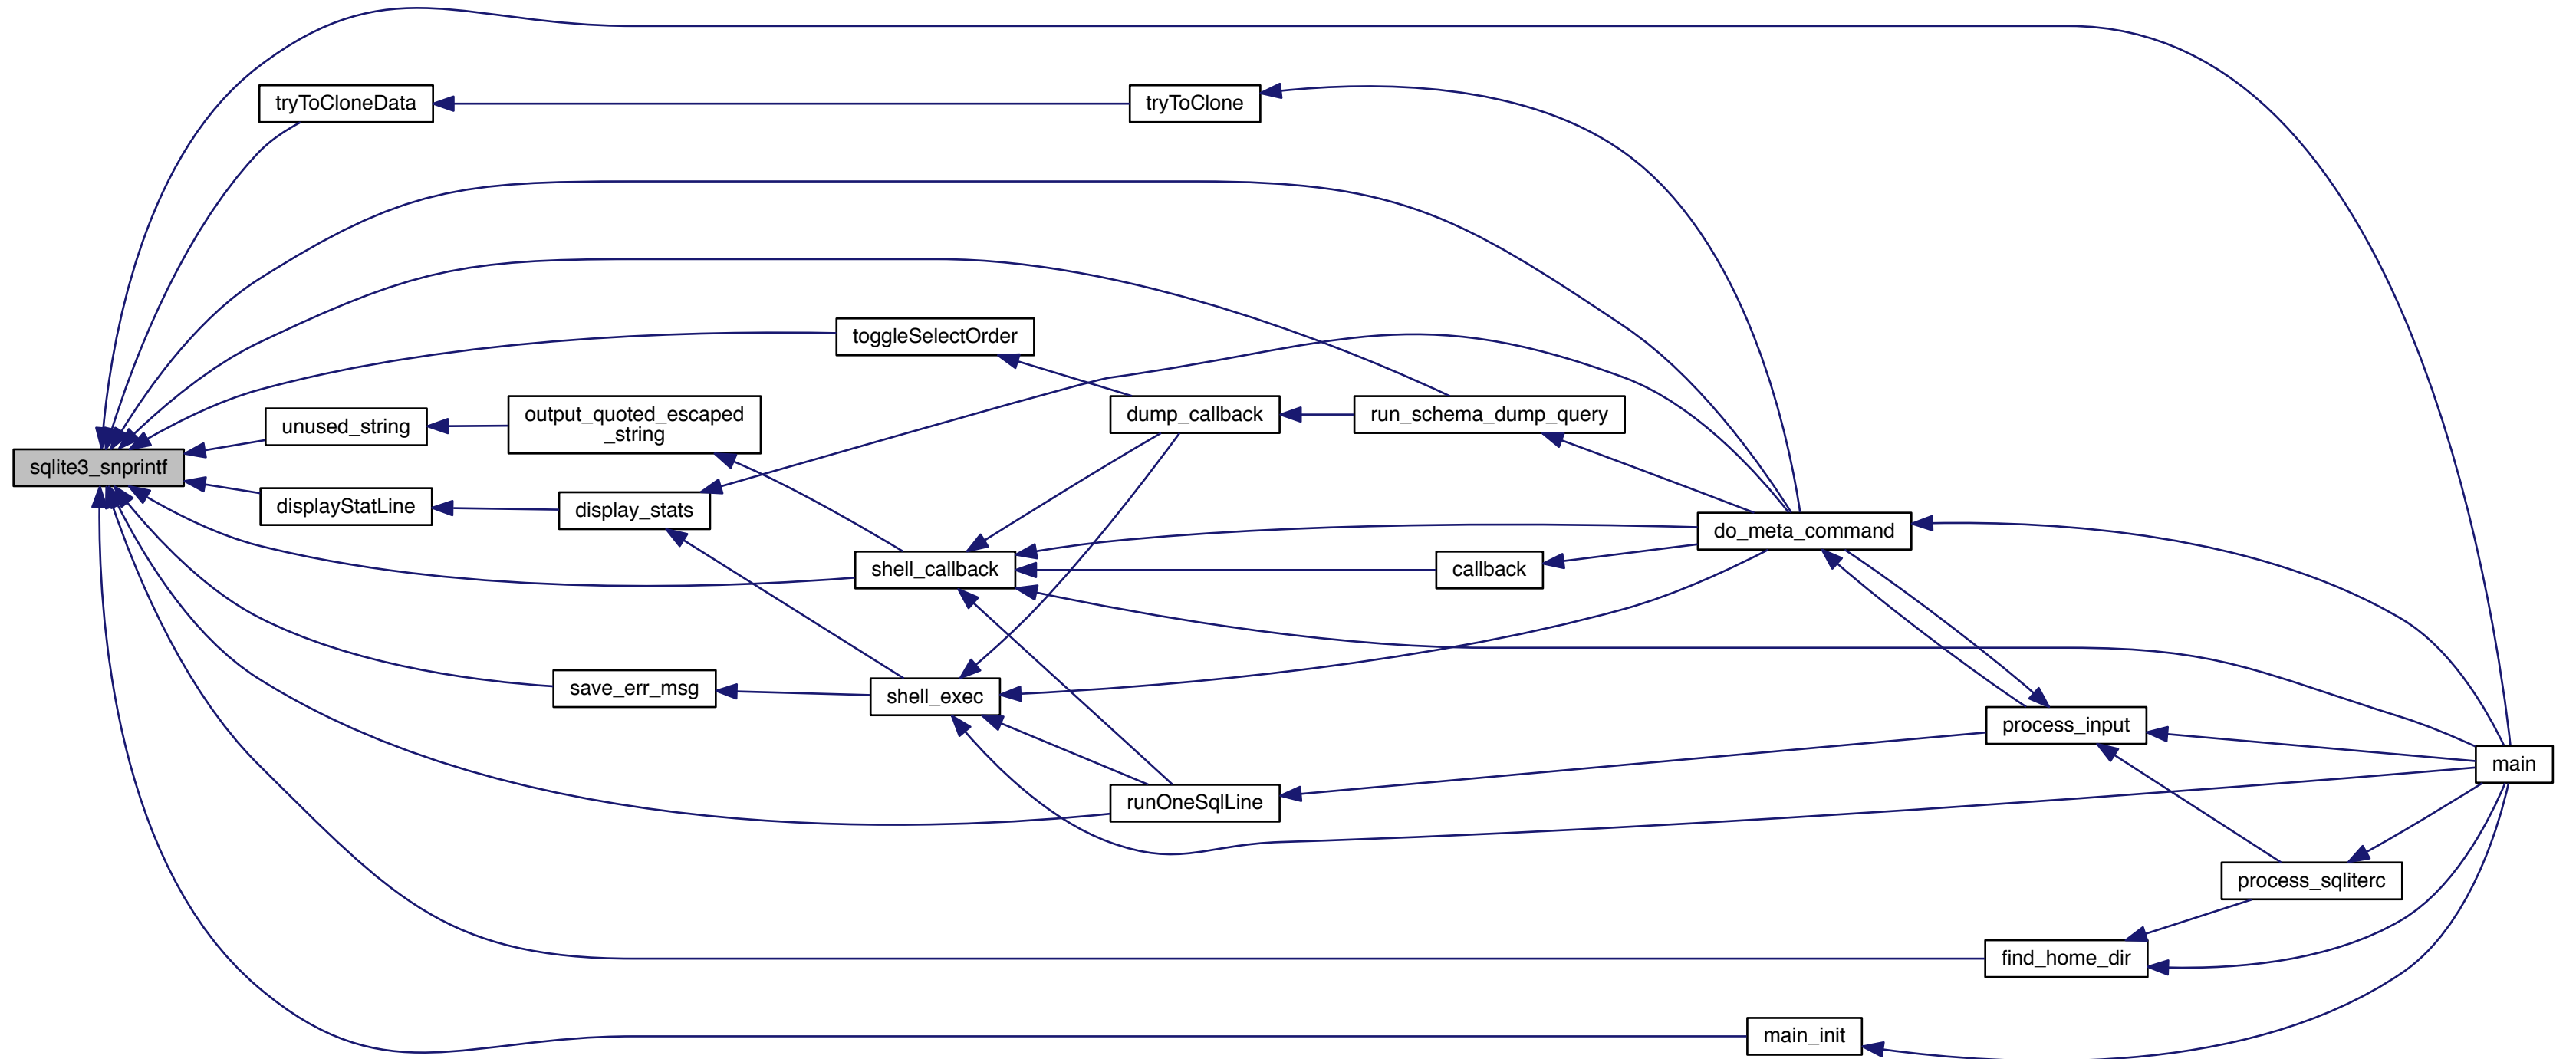 tryToCloneData
tryToClone
toggleSelectOrder
unused_string
output_quoted_escaped
_string
dump_callback
run_schema_dump_query
sqlite3_snprintf
displayStatLine
display_stats
do_meta_command
shell_callback
callback
save_err_msg
shell_exec
process_input
main
runOneSqlLine
process_sqliterc
find_home_dir
main_init